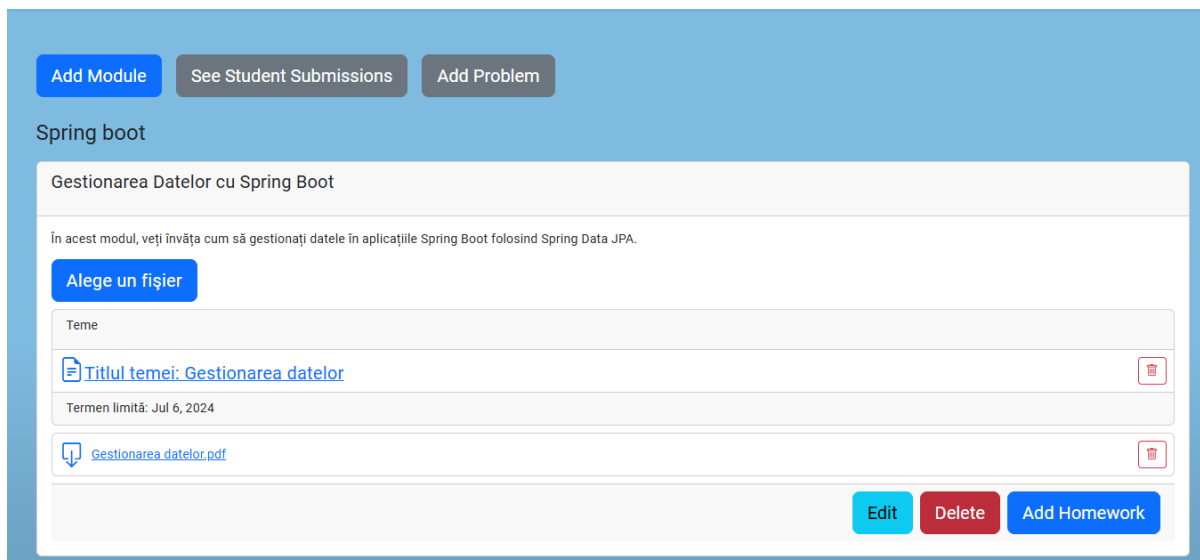 Add Module See Student Submissions Add Problem
Spring boot
Gestionarea Datelor cu Spring Boot
În acest modul, veți învăța cum să gestionați datele în aplicațiile Spring Boot folosind Spring Data JPA.
Alege un fişier
Teme
Titlul temei: Gestionarea datelor
Termen limită: Jul 6, 2024
Gestionarea datelor.pdf
Edit Delete Add Homework